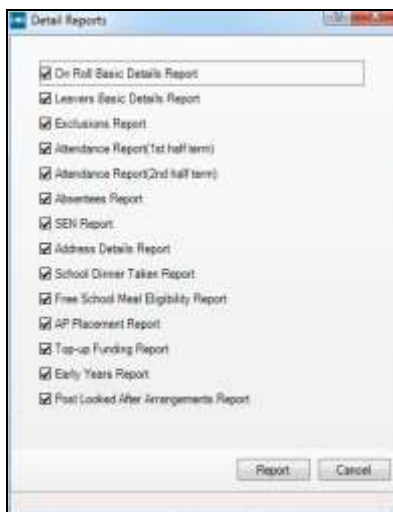 Detail Reports
On Roll Basic Details Report
Leavers Basic Details Report
Exclusions Report
Attendance Report(1st half term)
Attendance Report(2nd half term)
Absentees Report
SEN Report
Address Details Report
School Dinner Taken Report
Free School Meal Eligibility Report
AP Placement Report
Top-up Funding Report
Early Years Report
Post Looked After Arrangements Report
Report Cancel